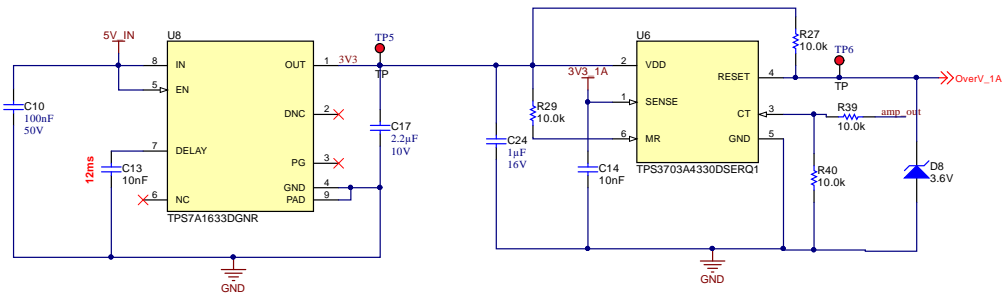 5V_IN
C10
100nF
50V
12ms
C13
10nF
U8
8
IN
5
EN
7
DELAY
6
NC
OUT
1
3V3
DNC
2
PG
3
GND
4
PAD
9
TPS7A1633DGNR
GND
TP5
TP
C17
2.2µF
10V
C24
1µF
16V
R29
10.0k
3V3_1A
C14
10nF
U6
2
VDD
1
SENSE
6
MR
RESET
4
CT
3
GND
5
TPS3703A4330DSERQ1
GND
R27
10.0k
TP6
TP
OverV_1A
R39
10.0k
amp_out
R40
10.0k
D8
3.6V